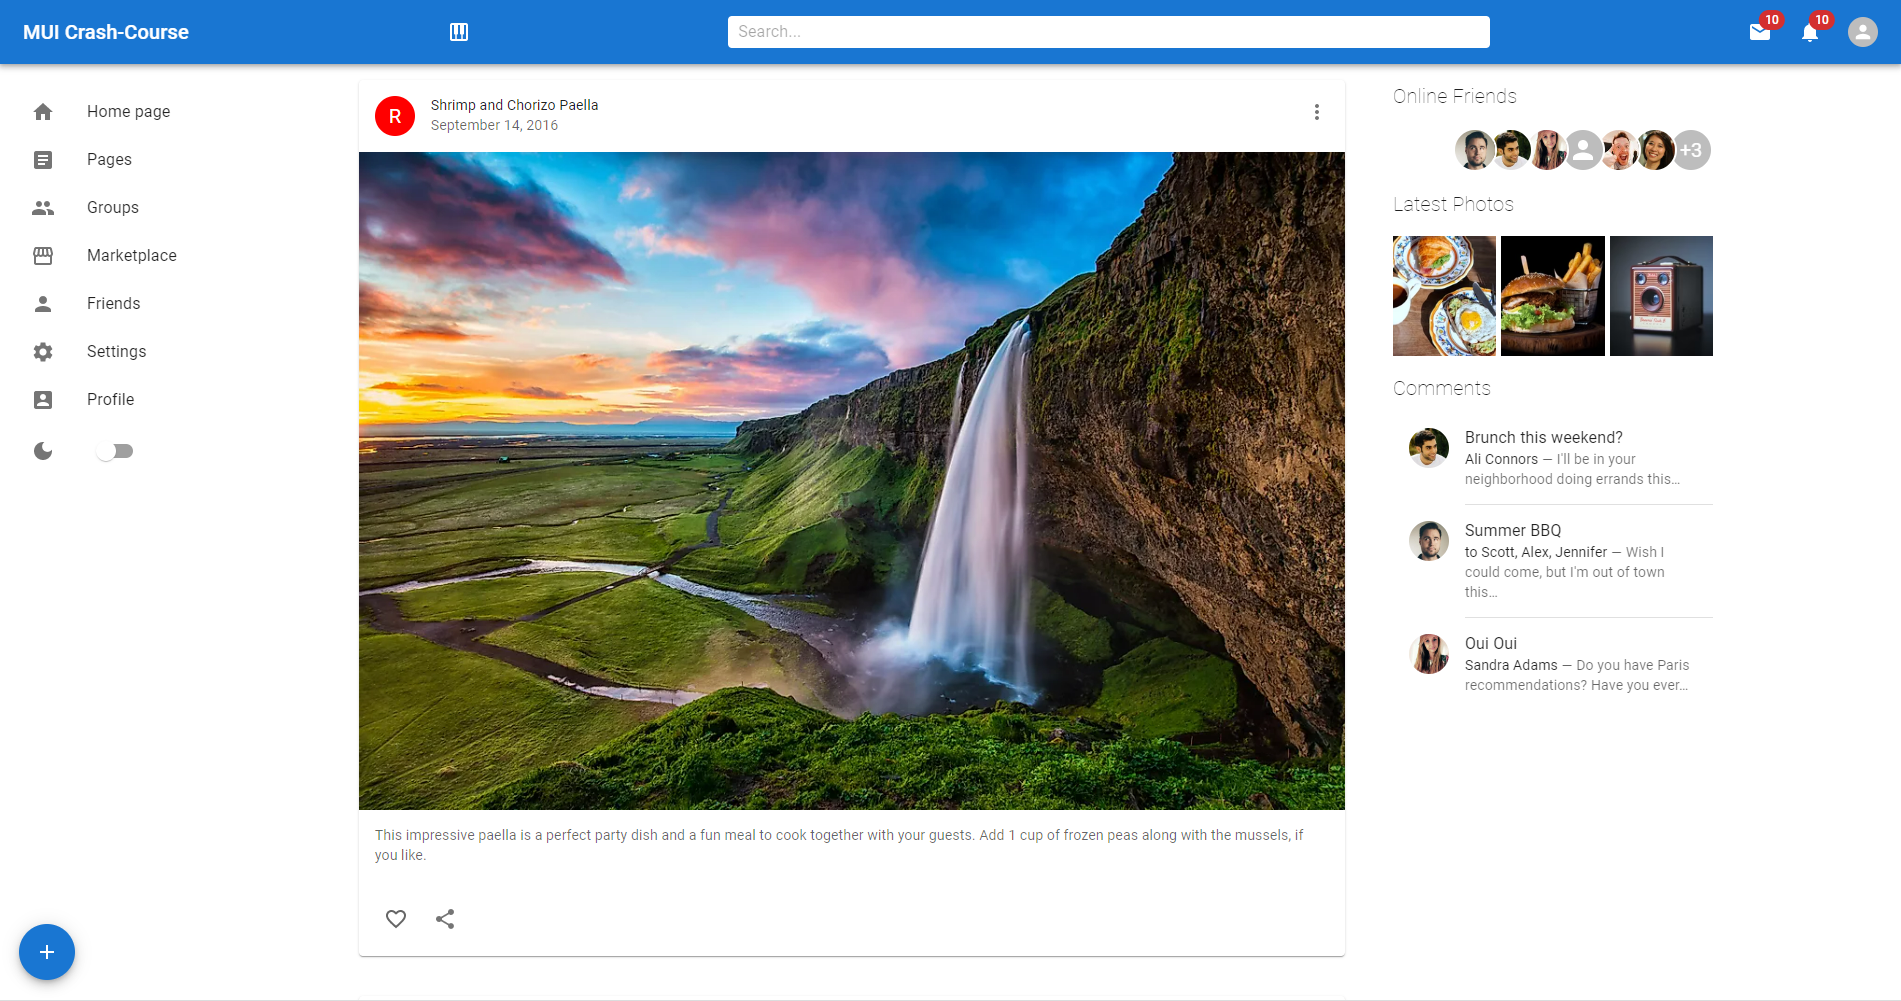 MUI Crash-Course
Search...
10
10
Home page
Pages
Groups
Marketplace
Friends
Settings
Profile
R
Shrimp and Chorizo Paella
September 14, 2016
This impressive paella is a perfect party dish and a fun meal to cook together with your guests. Add 1 cup of frozen peas along with the mussels, if
you like.
Online Friends
+3
Latest Photos
Comments
Brunch this weekend?
Ali Connors — I'll be in your
neighborhood doing errands this…
Summer BBQ
to Scott, Alex, Jennifer — Wish I
could come, but I'm out of town
this…
Oui Oui
Sandra Adams — Do you have Paris
recommendations? Have you ever…